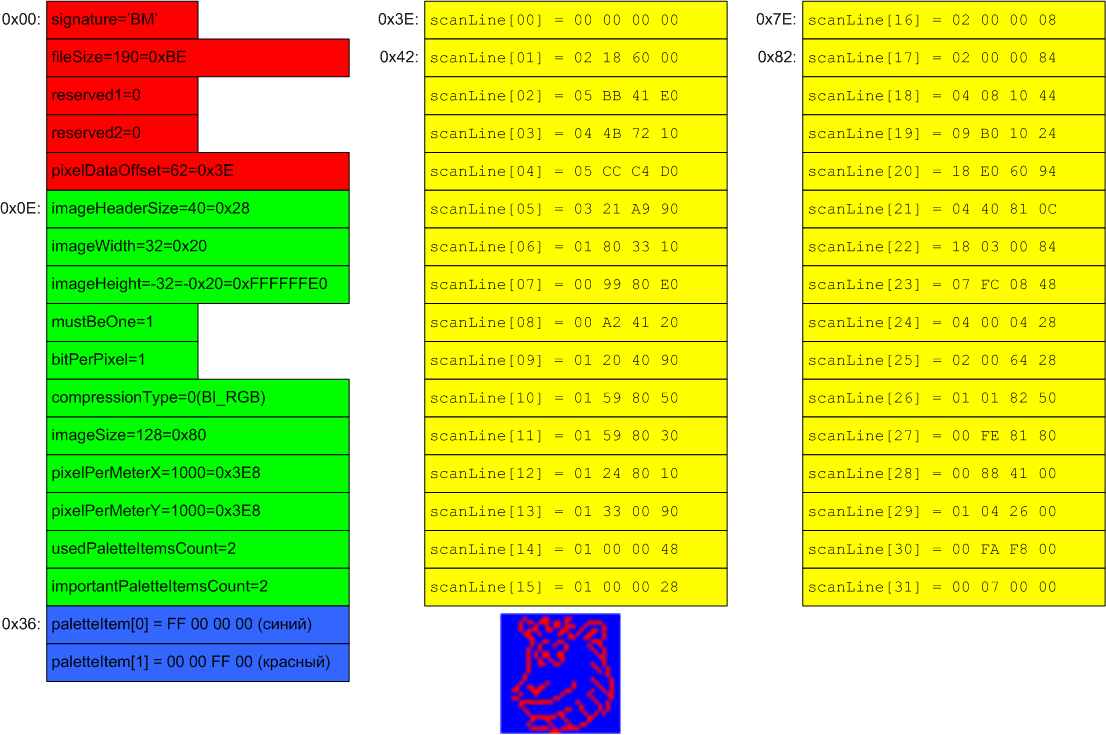 0x00: signature='BM'
fileSize=190=0xBE
reserved1=0
reserved2=0
pixelDataOffset=62=0x3E
0x0E: imageHeaderSize=40=0x28
imageWidth=32=0x20
imageHeight=-32=-0x20=0xFFFFFFE0
mustBeOne=1
bitPerPixel=1
compressionType=0(BI_RGB)
imageSize=128=0x80
pixelPerMeterX=1000=0x3E8
pixelPerMeterY=1000=0x3E8
usedPaletteItemsCount=2
importantPaletteItemsCount=2
0x36: paletteItem[0] = FF 00 00 00 (синий)
paletteItem[1] = 00 00 FF 00 (красный)
0x3E: scanLine[00] = 00 00 00 00
0x42: scanLine[01] = 02 18 60 00
scanLine[02] = 05 BB 41 E0
scanLine[03] = 04 4B 72 10
scanLine[04] = 05 CC C4 D0
scanLine[05] = 03 21 A9 90
scanLine[06] = 01 80 33 10
scanLine[07] = 00 99 80 E0
scanLine[08] = 00 A2 41 20
scanLine[09] = 01 20 40 90
scanLine[10] = 01 59 80 50
scanLine[11] = 01 59 80 30
scanLine[12] = 01 24 80 10
scanLine[13] = 01 33 00 90
scanLine[14] = 01 00 00 48
scanLine[15] = 01 00 00 28
0x7E: scanLine[16] = 02 00 00 08
0x82: scanLine[17] = 02 00 00 84
scanLine[18] = 04 08 10 44
scanLine[19] = 09 B0 10 24
scanLine[20] = 18 E0 60 94
scanLine[21] = 04 40 81 0C
scanLine[22] = 18 03 00 84
scanLine[23] = 07 FC 08 48
scanLine[24] = 04 00 04 28
scanLine[25] = 02 00 64 28
scanLine[26] = 01 01 82 50
scanLine[27] = 00 FE 81 80
scanLine[28] = 00 88 41 00
scanLine[29] = 01 04 26 00
scanLine[30] = 00 FA F8 00
scanLine[31] = 00 07 00 00